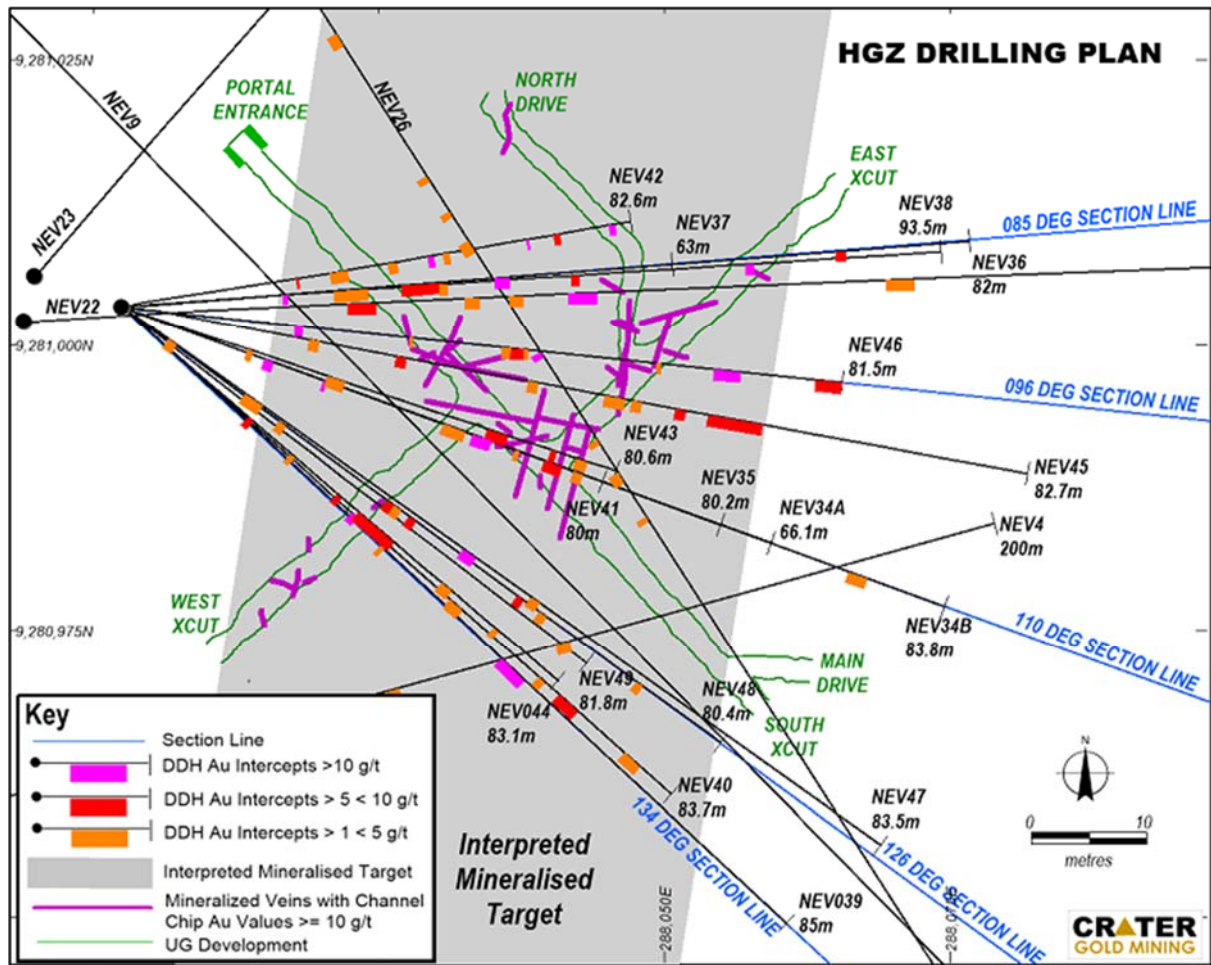 HGZ DRILLING PLAN
9,281,025N
PORTAL
ENTRANCE
NORTH
DRIVE
NEV9
NEV26
EAST
XCUT
NEV23
NEV42
82.6m
NEV37
63m
NEV38
93.5m
085 DEG SECTION LINE
NEV36
82m
NEV22
9,281,000N
NEV46
81.5m
096 DEG SECTION LINE
NEV43
80.6m
NEV45
82.7m
NEV35
80.2m
NEV41
80m
NEV34A
66.1m
NEV4
200m
WEST
XCUT
NEV34B
83.8m
110 DEG SECTION LINE
9,280,975N
MAIN
DRIVE
NEV49
81.8m
NEV48
80.4m
NEV044
83.1m
SOUTH
XCUT
NEV40
83.7m
NEV47
83.5m
134 DEG SECTION LINE
126 DEG SECTION LINE
NEV039
85m
288,050E
Interpreted
Mineralised
Target
N
0
10
metres
Key
Section Line
DDH Au Intercepts >10 g/t
DDH Au Intercepts > 5 < 10 g/t
DDH Au Intercepts > 1 < 5 g/t
Interpreted Mineralised Target
Mineralized Veins with Channel
Chip Au Values >= 10 g/t
UG Development
CRATER
GOLD MINING